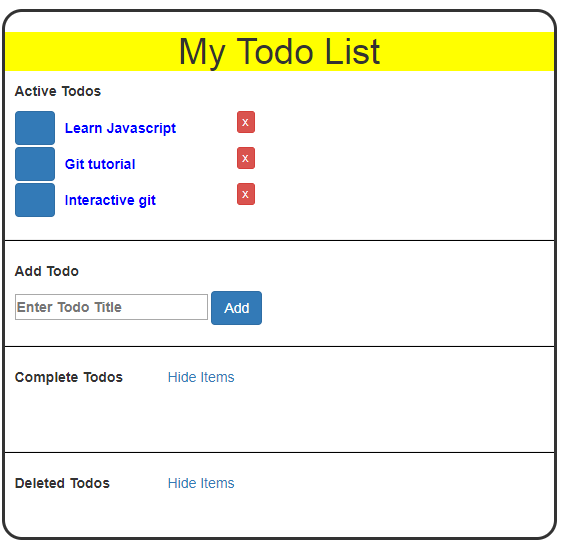 My Todo List
Active Todos
Learn Javascript x
Git tutorial x
Interactive git x
Add Todo
Enter Todo Title Add
Complete Todos Hide Items
Deleted Todos Hide Items